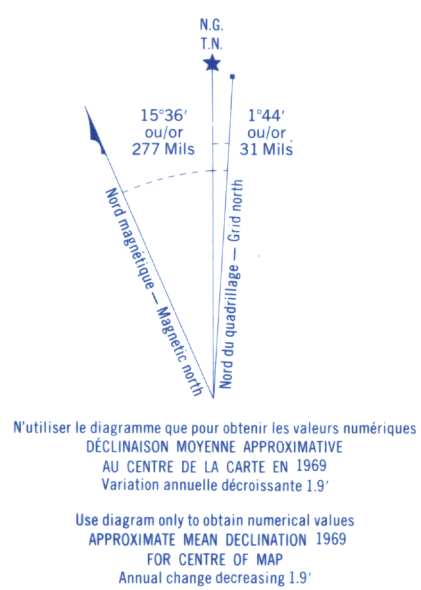 N.G.
T.N.
15°36′
ou/or
277 Mils
1°44′
ou/or
31 Mils
Nord magnétique — Magnetic north
Nord du quadrillage — Grid north
N'utiliser le diagramme que pour obtenir les valeurs numériques
DÉCLINAISON MOYENNE APPROXIMATIVE
AU CENTRE DE LA CARTE EN 1969
Variation annuelle décroissante 1.9′
Use diagram only to obtain numerical values
APPROXIMATE MEAN DECLINATION 1969
FOR CENTRE OF MAP
Annual change decreasing 1.9′